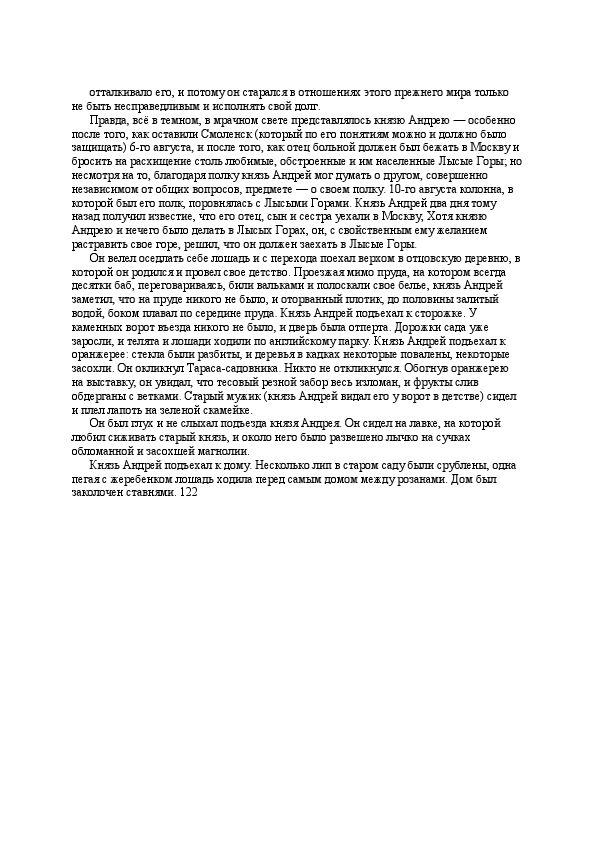 отталкивало его, и потому он старался в отношениях этого прежнего мира только
не быть несправедливым и исполнять свой долг.
Правда, всё в темном, в мрачном свете представлялось князю Андрею — особенно
после того, как оставили Смоленск (который по его понятиям можно и должно было
защищать) 6-го августа, и после того, как отец больной должен был бежать в Москву и
бросить на расхищение столь любимые, обстроенные и им населенные Лысые Горы; но
несмотря на то, благодаря полку князь Андрей мог думать о другом, совершенно
независимом от общих вопросов, предмете — о своем полку. 10-го августа колонна, в
которой был его полк, поровнялась с Лысыми Горами. Князь Андрей два дня тому
назад получил известие, что его отец, сын и сестра уехали в Москву, Хотя князю
Андрею и нечего было делать в Лысых Горах, он, с свойственным ему желанием
растравить свое горе, решил, что он должен заехать в Лысые Горы.
Он велел оседлать себе лошадь и с перехода поехал верхом в отцовскую деревню, в
которой он родился и провел свое детство. Проезжая мимо пруда, на котором всегда
десятки баб, переговариваясь, били вальками и полоскали свое белье, князь Андрей
заметил, что на пруде никого не было, и оторванный плотик, до половины залитый
водой, боком плавал по середине пруда. Князь Андрей подъехал к сторожке. У
каменных ворот въезда никого не было, и дверь была отперта. Дорожки сада уже
заросли, и телята и лошади ходили по английскому парку. Князь Андрей подъехал к
оранжерее: стекла были разбиты, и деревья в кадках некоторые повалены, некоторые
засохли. Он окликнул Тараса-садовника. Никто не откликнулся. Обогнув оранжерею
на выставку, он увидал, что тесовый резной забор весь изломан, и фрукты слив
обдерганы с ветками. Старый мужик (князь Андрей видал его у ворот в детстве) сидел
и плел лапоть на зеленой скамейке.
Он был глух и не слыхал подъезда князя Андрея. Он сидел на лавке, на которой
любил сиживать старый князь, и около него было развешено лычко на сучках
обломанной и засохшей магнолии.
Князь Андрей подъехал к дому. Несколько лип в старом саду были срублены, одна
пегая с жеребенком лошадь ходила перед самым домом между розанами. Дом был
заколочен ставнями. 122